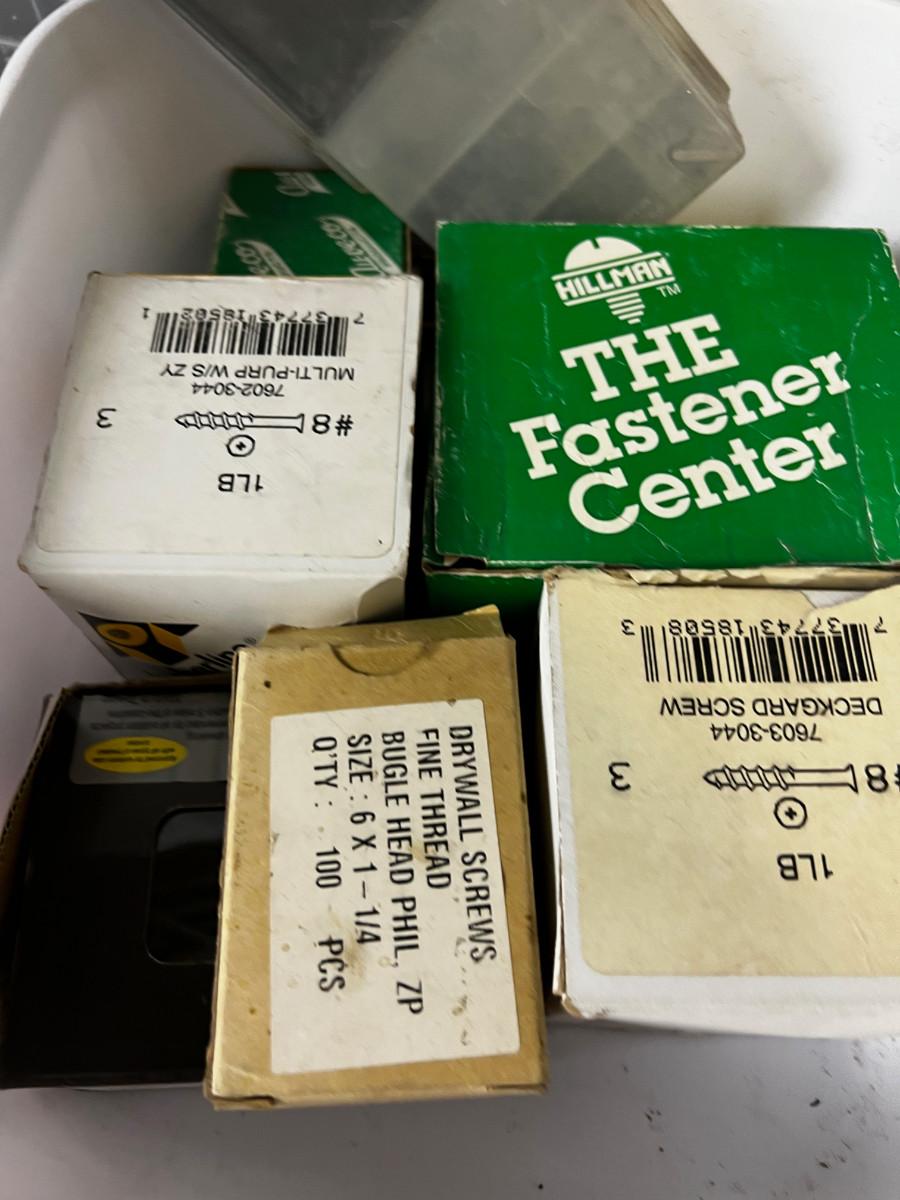 HILLMAN
TM
THE
Fastener
Center
1LB
#8 3
7602-3044
MULTI-PURP W/S ZY
7 37743 18502 1
1LB
#8 3
7603-3044
DECKGARD SCREW
7 37743 18508 3
DRYWALL SCREWS
FINE THREAD
BUGLE HEAD PHIL, ZP
SIZE: 6 X 1-1/4
Q'TY: 100 PCS